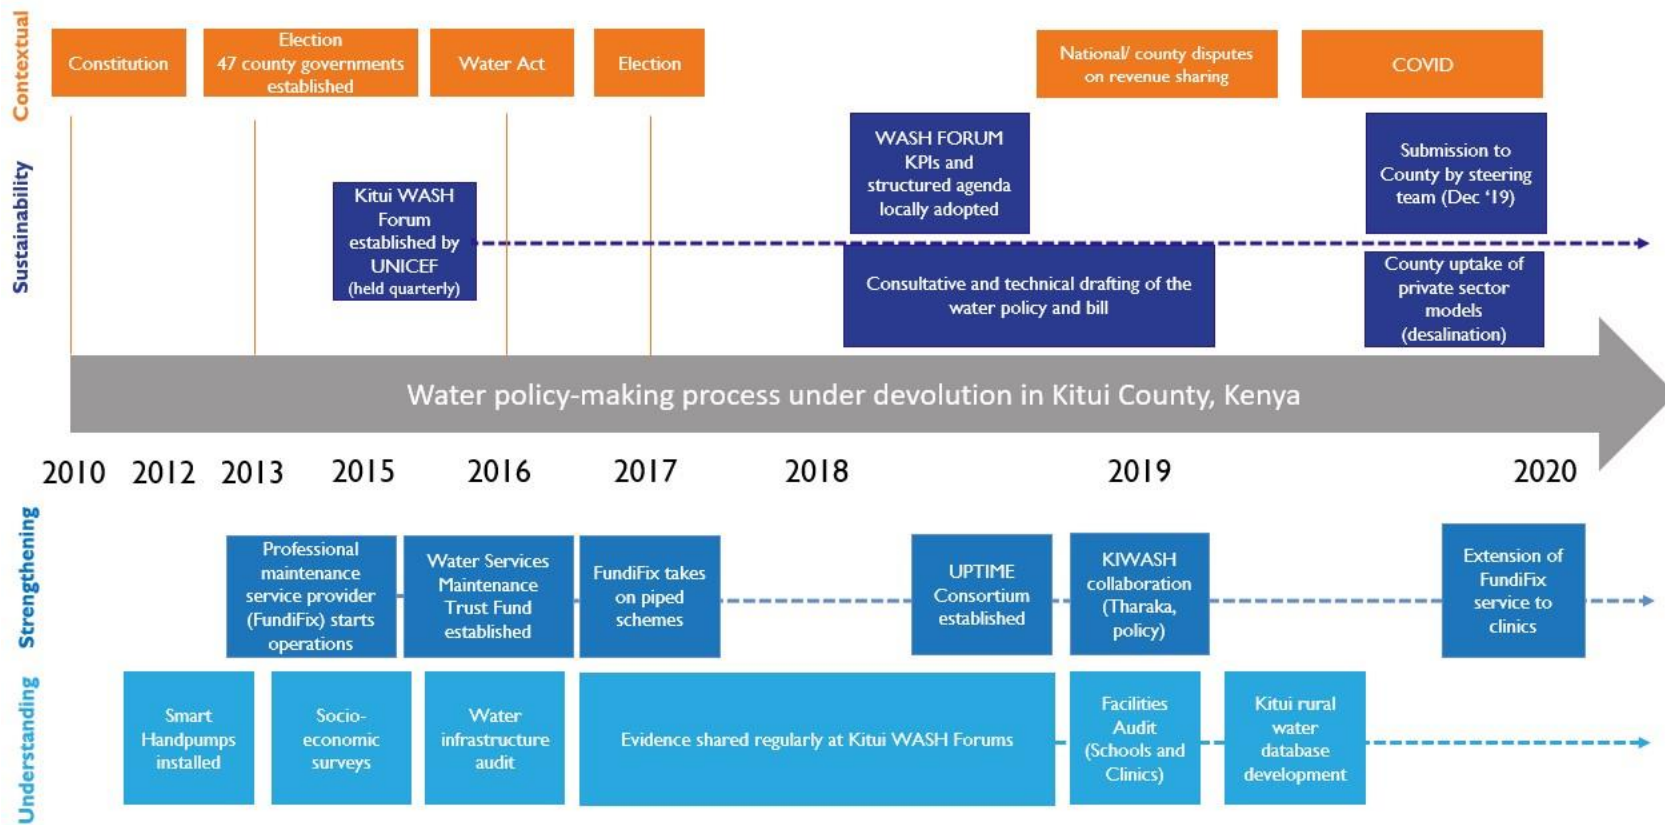 Contextual
Constitution
Election
47 county governments
established
Water Act
Election
National/ county disputes
on revenue sharing
COVID
Sustainability
Kitui WASH
Forum
established by
UNICEF
(held quarterly)
WASH FORUM
KPIs and
structured agenda
locally adopted
Consultative and technical drafting of the
water policy and bill
Submission to
County by steering
team (Dec ‘19)
County uptake of
private sector
models
(desalination)
Water policy-making process under devolution in Kitui County, Kenya
2010 2012 2013 2015 2016 2017 2018 2019 2020
Strengthening
Professional
maintenance
service provider
(FundiFix) starts
operations
Water Services
Maintenance
Trust Fund
established
FundiFix takes
on piped
schemes
UPTIME
Consortium
established
KIWASH
collaboration
(Tharaka,
policy)
Extension of
FundiFix
service to
clinics
Understanding
Smart
Handpumps
installed
Socio-
economic
surveys
Water
infrastructure
audit
Evidence shared regularly at Kitui WASH Forums
Facilities
Audit
(Schools and
Clinics)
Kitui rural
water
database
development